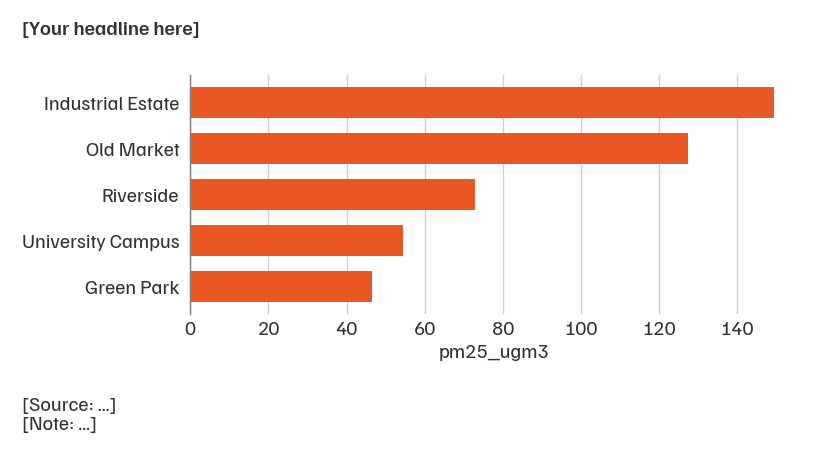 [Your headline here]
Industrial Estate
Old Market
Riverside
University Campus
Green Park
0 20 40 60 80 100 120 140
pm25_ugm3
[Source: ...]
[Note: ...]